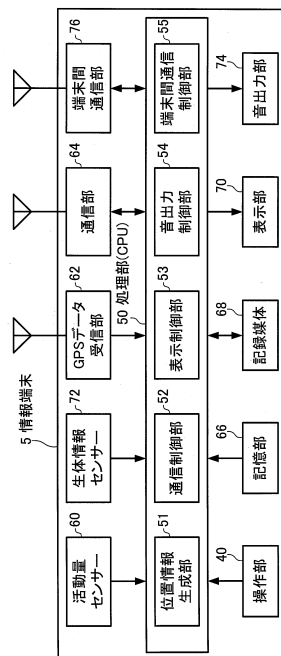 5 情報端末
60
活動量
センサー
72
生体情報
センサー
62
GPSデータ
受信部
64
通信部
76
端末間
通信部
50 処理部(CPU)
51
位置情報
生成部
52
通信制御部
53
表示制御部
54
音出力
制御部
55
端末間通信
制御部
40
操作部
66
記憶部
68
記録媒体
70
表示部
74
音出力部